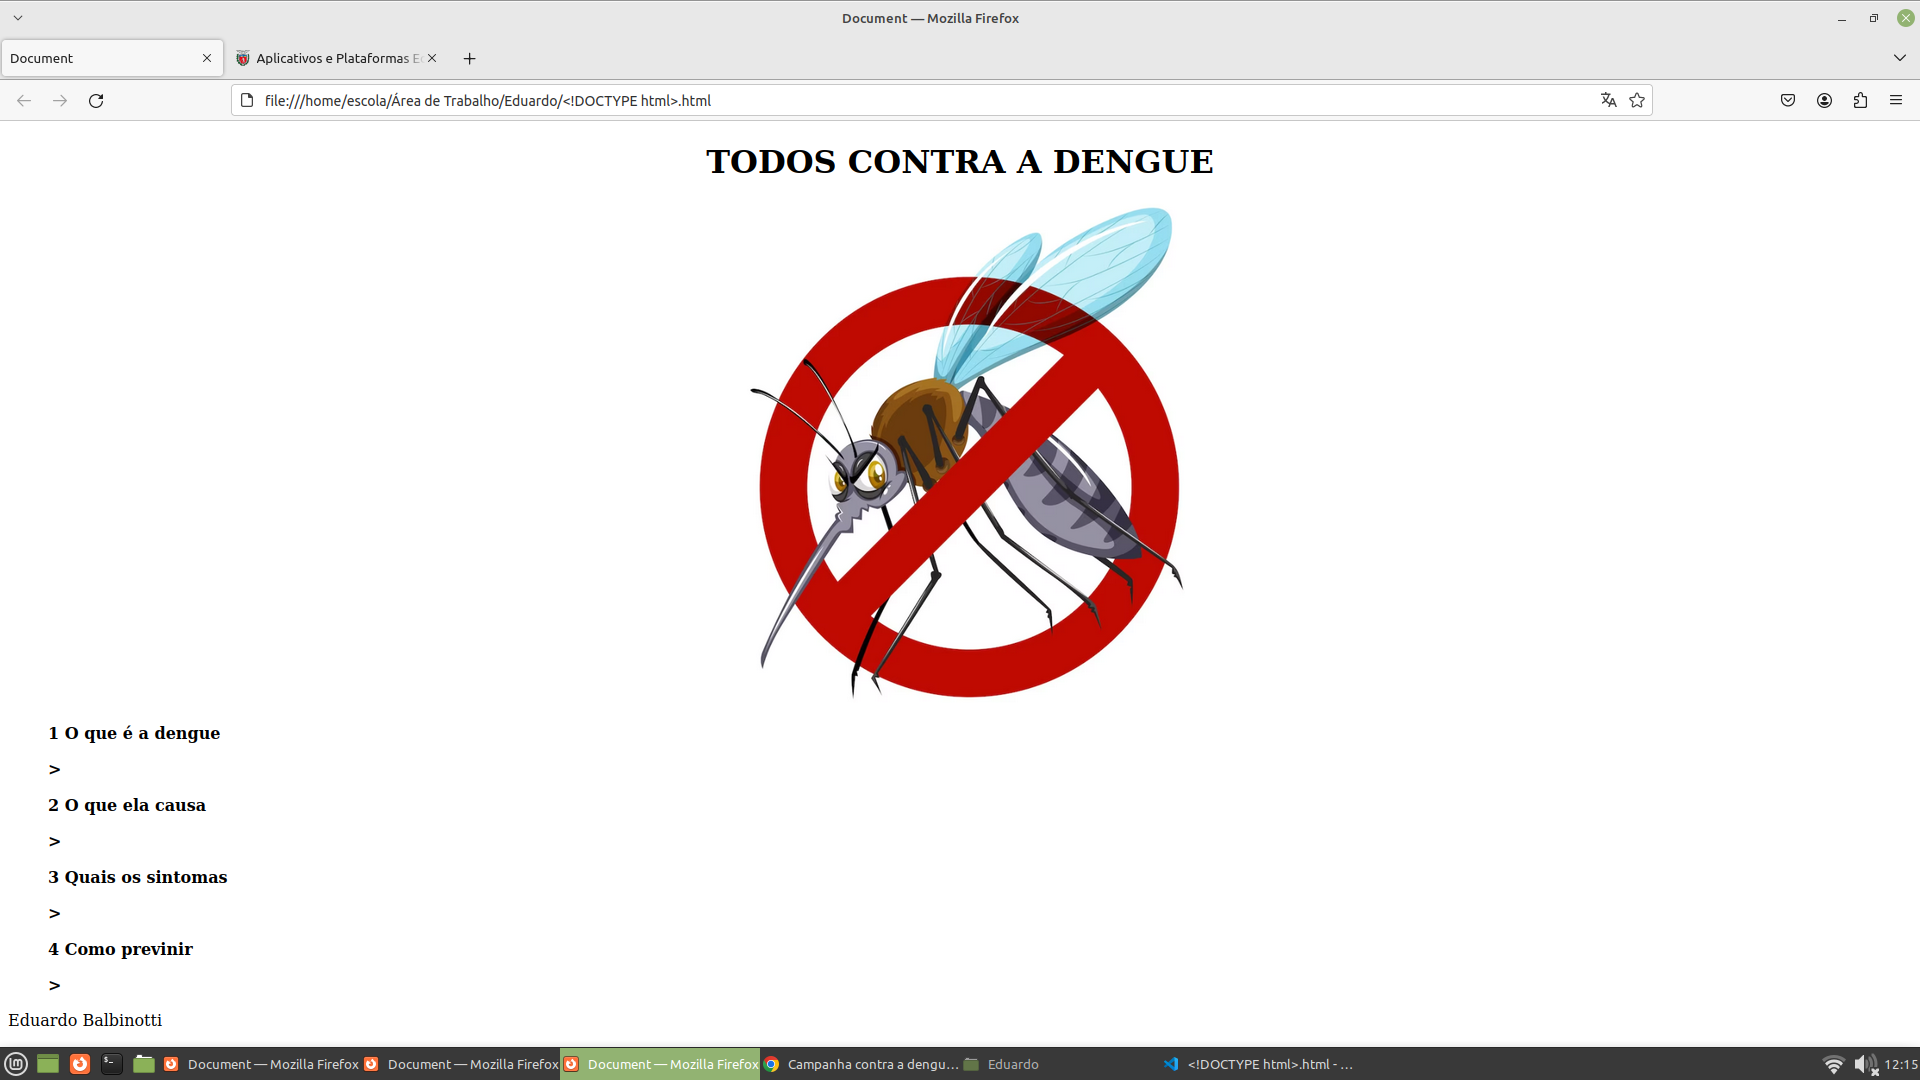 Document — Mozilla Firefox
Document
Aplicativos e Plataformas
file:///home/escola/Área de Trabalho/Eduardo/<!DOCTYPE html>.html
TODOS CONTRA A DENGUE
1 O que é a dengue
>
2 O que ela causa
>
3 Quais os sintomas
>
4 Como previnir
>
Eduardo Balbinotti
Document — Mozilla Firefox
Document — Mozilla Firefox
Document — Mozilla Firefox
Campanha contra a dengu...
Eduardo
<!DOCTYPE html>.html - ...
12:15